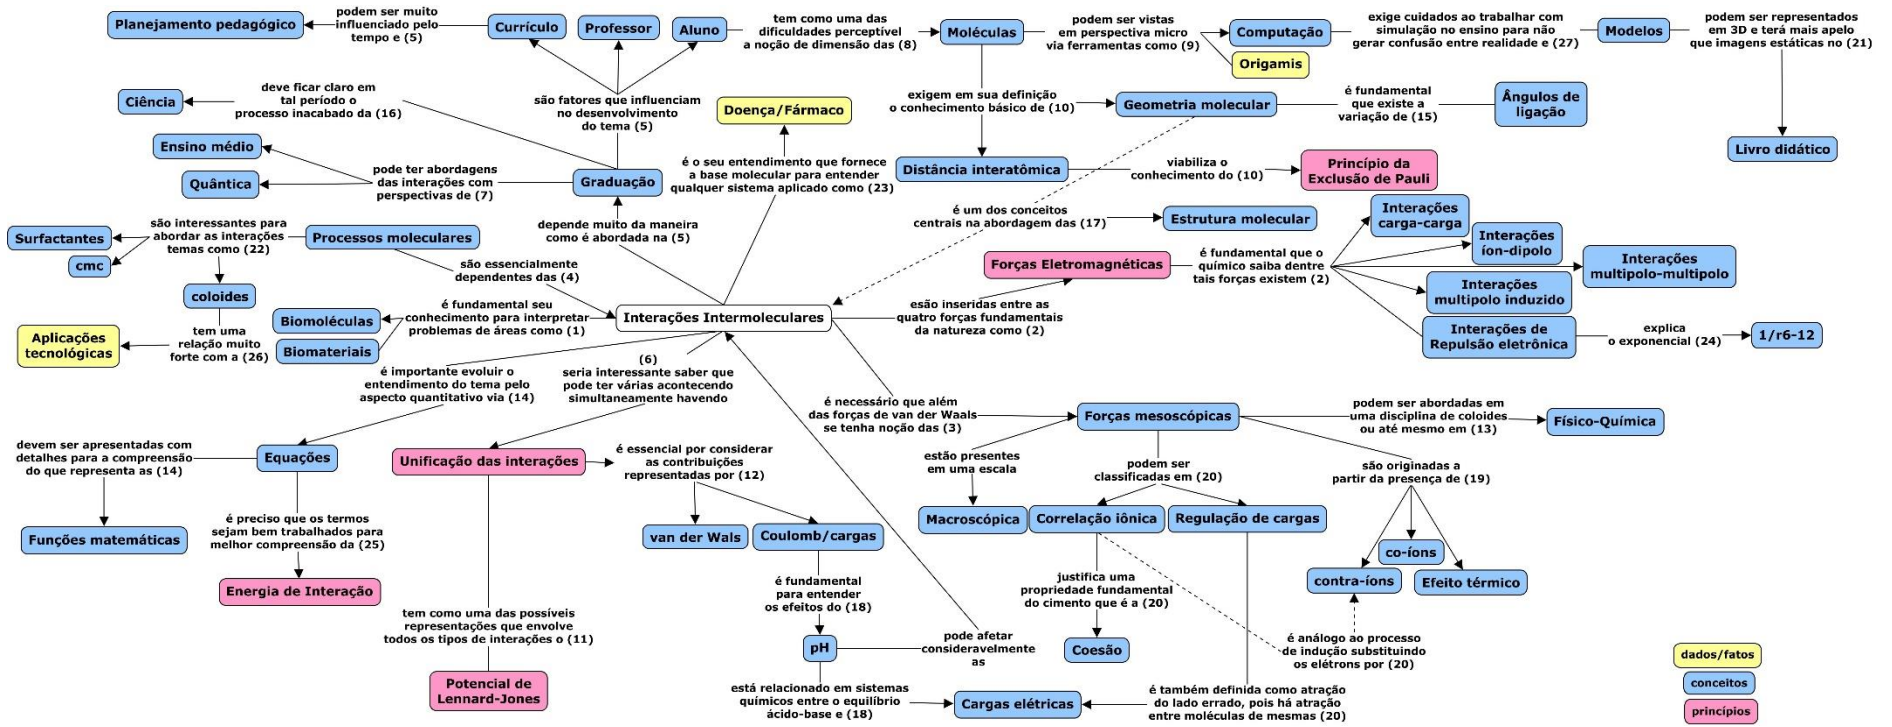 Planejamento pedagógico
podem ser muito
influenciado pelo
tempo e (5)
Currículo
Professor
Aluno
tem como uma das
dificuldades perceptível
a noção de dimensão das (8)
Moléculas
podem ser vistas
em perspectiva micro
via ferramentas como (9)
Computação
Origamis
exige cuidados ao trabalhar com
simulação no ensino para não
gerar confusão entre realidade e (27)
Modelos
podem ser representados
em 3D e terá mais apelo
que imagens estáticas no (21)
Livro didático
Ciência
deve ficar claro em
tal período o
processo inacabado da (16)
são fatores que influenciam
no desenvolvimento
do tema (5)
Doença/Fármaco
exigem em sua definição
o conhecimento básico de (10)
Geometria molecular
é fundamental
que existe a
variação de (15)
Ângulos de
ligação
Ensino médio
Quântica
pode ter abordagens
das interações com
perspectivas de (7)
Graduação
é o seu entendimento que fornece
a base molecular para entender
qualquer sistema aplicado como (23)
Distância interatômica
viabiliza o
conhecimento do (10)
Princípio da
Exclusão de Pauli
Surfactantes
cmc
são interessantes para
abordar as interações
temas como (22)
Processos moleculares
depende muito da maneira
como é abordada na (5)
é um dos conceitos
centrais na abordagem das (17)
Estrutura molecular
são essencialmente
dependentes das (4)
Forças Eletromagnéticas
é fundamental que o
químico saiba dentre
tais forças existem (2)
Interações
carga-carga
Interações
íon-dipolo
Interações
multipolo-multipolo
Interações
multipolo induzido
Interações de
Repulsão eletrônica
explica
o exponencial (24)
1/r6-12
coloides
Aplicações
tecnológicas
tem uma
relação muito
forte com a (26)
Biomoléculas
Biomateriais
é fundamental seu
conhecimento para interpretar
problemas de áreas como (1)
Interações Intermoleculares
esão inseridas entre as
quatro forças fundamentais
da natureza como (2)
é importante evoluir o
entendimento do tema pelo
aspecto quantitativo via (14)
(6)
seria interessante saber que
pode ter várias acontecendo
simultaneamente havendo
é necessário que além
das forças de van der Waals
se tenha noção das (3)
Forças mesoscópicas
podem ser abordadas em
uma disciplina de coloides
ou até mesmo em (13)
Físico-Química
devem ser apresentadas com
detalhes para a compreensão
do que representa as (14)
Equações
Unificação das interações
é essencial por considerar
as contribuições
representadas por (12)
estão presentes
em uma escala
podem ser
classificadas em (20)
são originadas a
partir da presença de
(19)
Funções matemáticas
é preciso que os termos
sejam bem trabalhados para
melhor compreensão da (25)
Energia de Interação
van der Wals
Coulomb/cargas
Macroscópica
Correlação iônica
Regulação de cargas
co-íons
contra-íons
Efeito térmico
é fundamental
para entender
os efeitos do (18)
justifica uma
propriedade fundamental
do cimento que é a (20)
tem como uma das possíveis
representações que envolve
todos os tipos de interações o (11)
pH
pode afetar
consideravelmente
as
Coesão
é análogo ao processo
de indução substituindo
os elétrons por (20)
Potencial de
Lennard-Jones
está relacionado em sistemas
químicos entre o equilíbrio
ácido-base e (18)
Cargas elétricas
é também definida como atração
do lado errado, pois há atração
entre moléculas de mesmas (20)
dados/fatos
conceitos
princípios